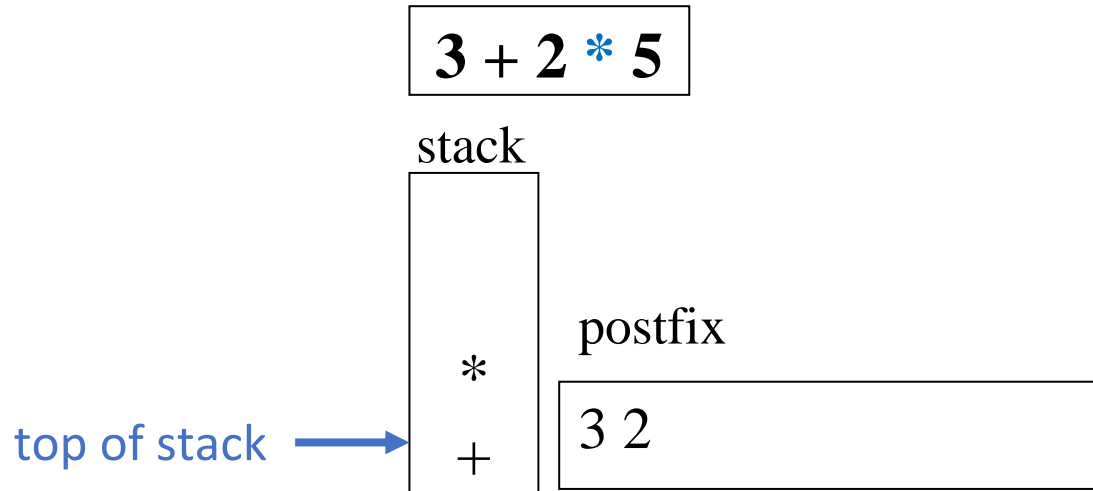 3 + 2 * 5
stack
postfix
*
3 2
top of stack
+